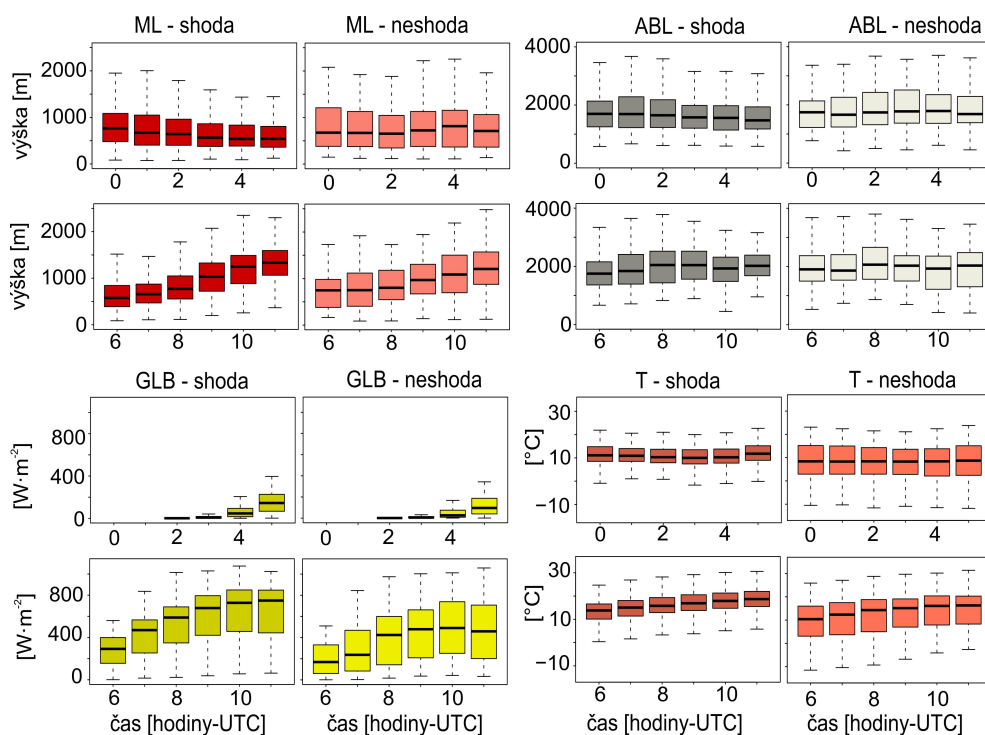 ML - shoda ML - neshoda ABL - shoda ABL - neshoda
výška [m] 2000 1000 0 4000 2000 0
0 2 4 0 2 4 0 2 4 0 2 4
výška [m] 2000 1000 0 4000 2000 0
6 8 10 6 8 10 6 8 10 6 8 10
GLB - shoda GLB - neshoda T - shoda T - neshoda
[W·m-2] 800 400 0 [°C] 30 10 −10
0 2 4 0 2 4 0 2 4 0 2 4
[W·m-2] 800 400 0 [°C] 30 10 −10
6 8 10 6 8 10 6 8 10 6 8 10
čas [hodiny-UTC] čas [hodiny-UTC] čas [hodiny-UTC] čas [hodiny-UTC]